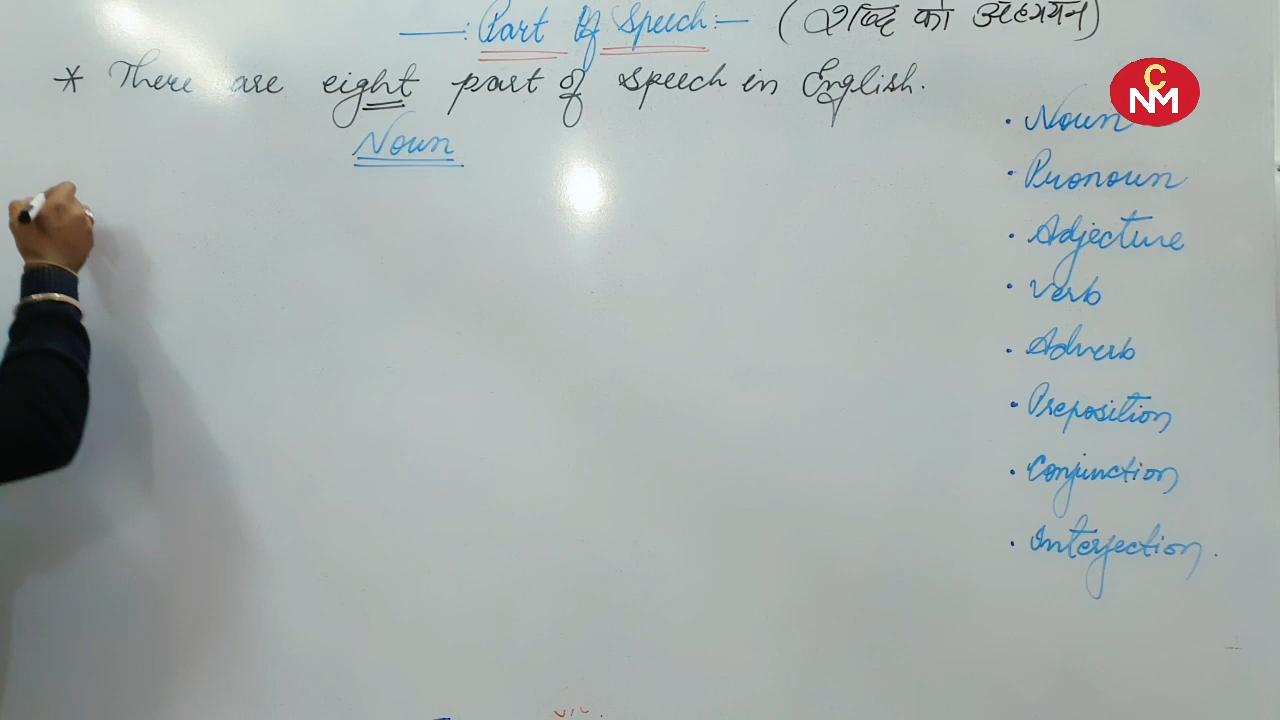 —: Part Of Speech :— (शब्दि का अध्ययन)
* There are eight part of speech in English.
Noun
CNM
• Noun
• Pronoun
• Adjective
• Verb
• Adverb
• Preposition
• Conjunction
• Interjection.